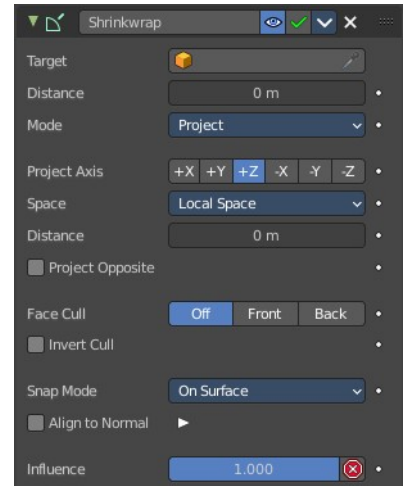 Shrinkwrap
Target
Distance 0 m
Mode Project
Project Axis +X +Y +Z -X -Y -Z
Space Local Space
Distance 0 m
Project Opposite
Face Cull Off Front Back
Invert Cull
Snap Mode On Surface
Align to Normal
Influence 1.000